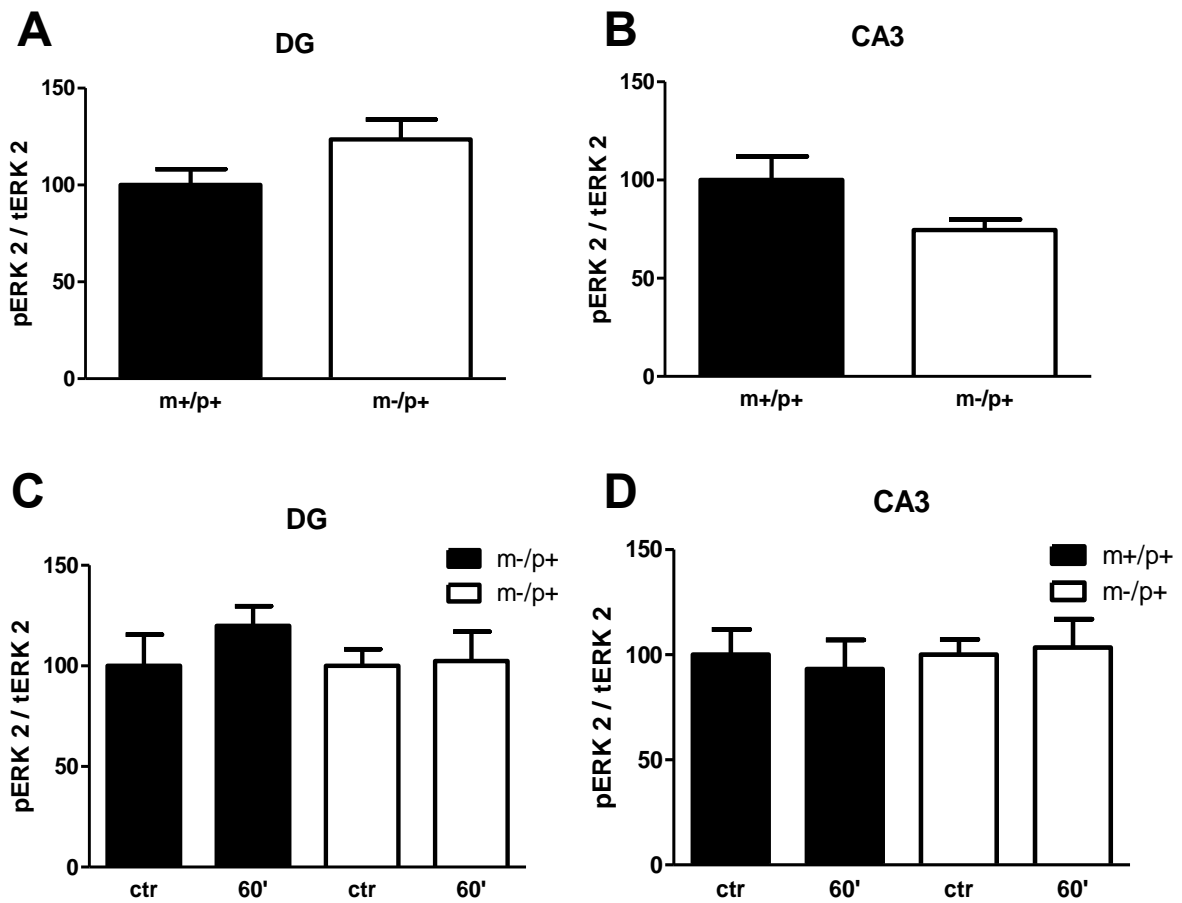 A
DG
pERK 2 / tERK 2
150
100
50
0
m+/p+
m-/p+
B
CA3
pERK 2 / tERK 2
150
100
50
0
m+/p+
m-/p+
C
DG
m-/p+
m-/p+
pERK 2 / tERK 2
150
100
50
0
ctr
60'
ctr
60'
D
CA3
m+/p+
m-/p+
pERK 2 / tERK 2
150
100
50
0
ctr
60'
ctr
60'